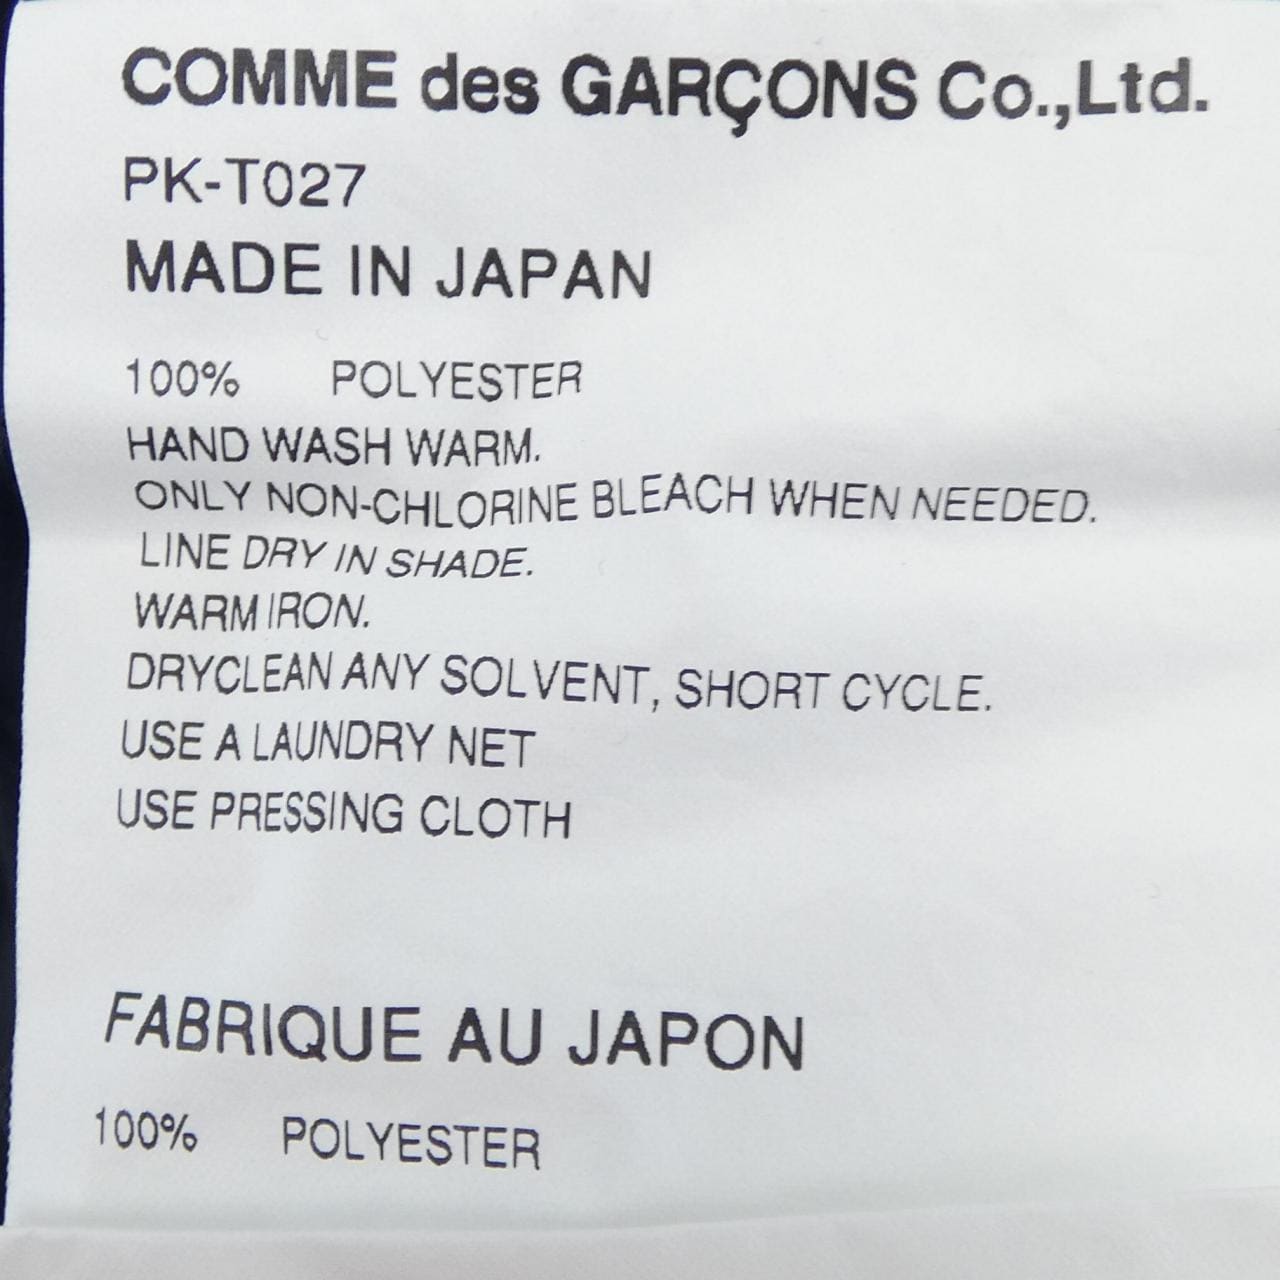 COMME des GARÇONS Co.,Ltd.
PK-T027
MADE IN JAPAN
100% POLYESTER
HAND WASH WARM.
ONLY NON-CHLORINE BLEACH WHEN NEEDED.
LINE DRY IN SHADE.
WARM IRON.
DRYCLEAN ANY SOLVENT, SHORT CYCLE.
USE A LAUNDRY NET
USE PRESSING CLOTH
FABRIQUE AU JAPON
100% POLYESTER